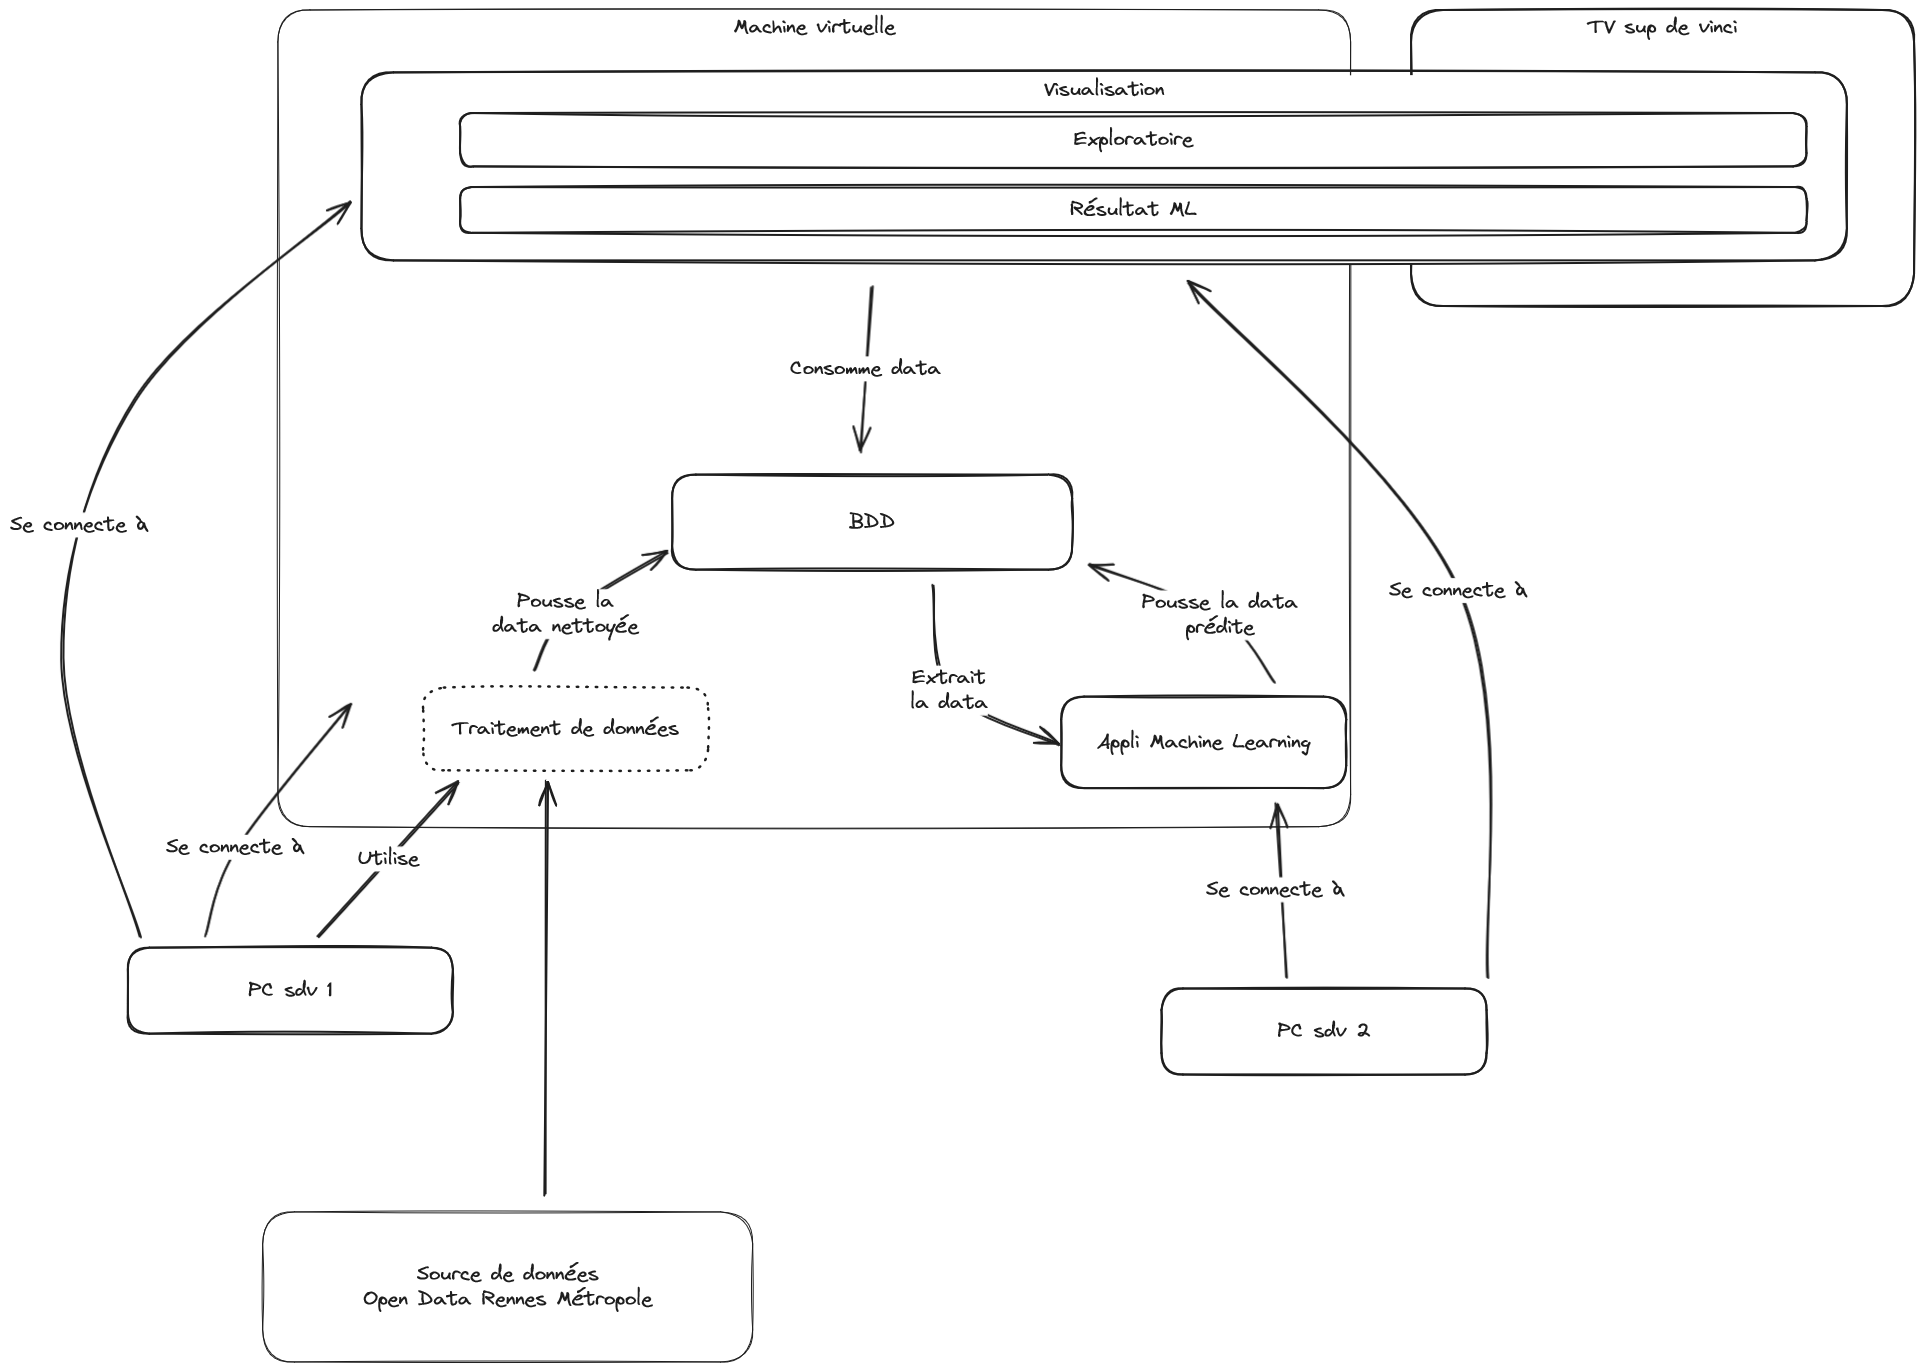 Machine virtuelle
TV sup de vinci
Visualisation
Exploratoire
Résultat ML
Consomme data
BDD
Se connecte à
Pousse la
data nettoyée
Pousse la data
prédite
Se connecte à
Extrait
la data
Traitement de données
Appli Machine Learning
Se connecte à
Utilise
Se connecte à
PC sdv 1
PC sdv 2
Source de données
Open Data Rennes Métropole